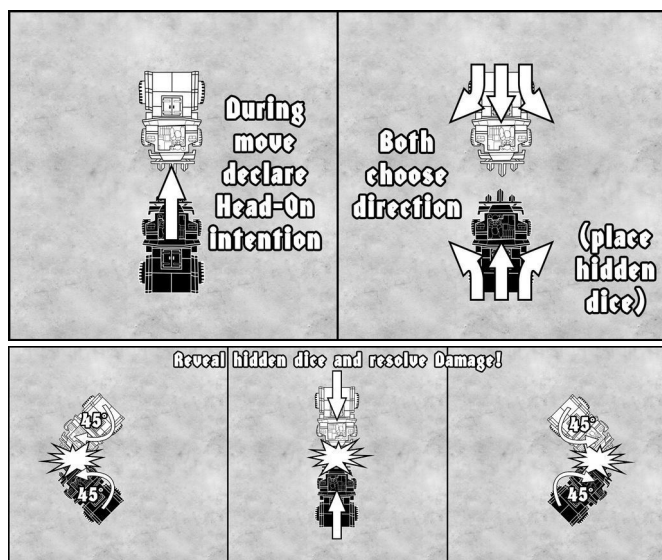 During
move
declare
Head-On
intention
Both
choose
direction
(place
hidden
dice)
Reveal hidden dice and resolve Damage!
45°
45°
45°
45°